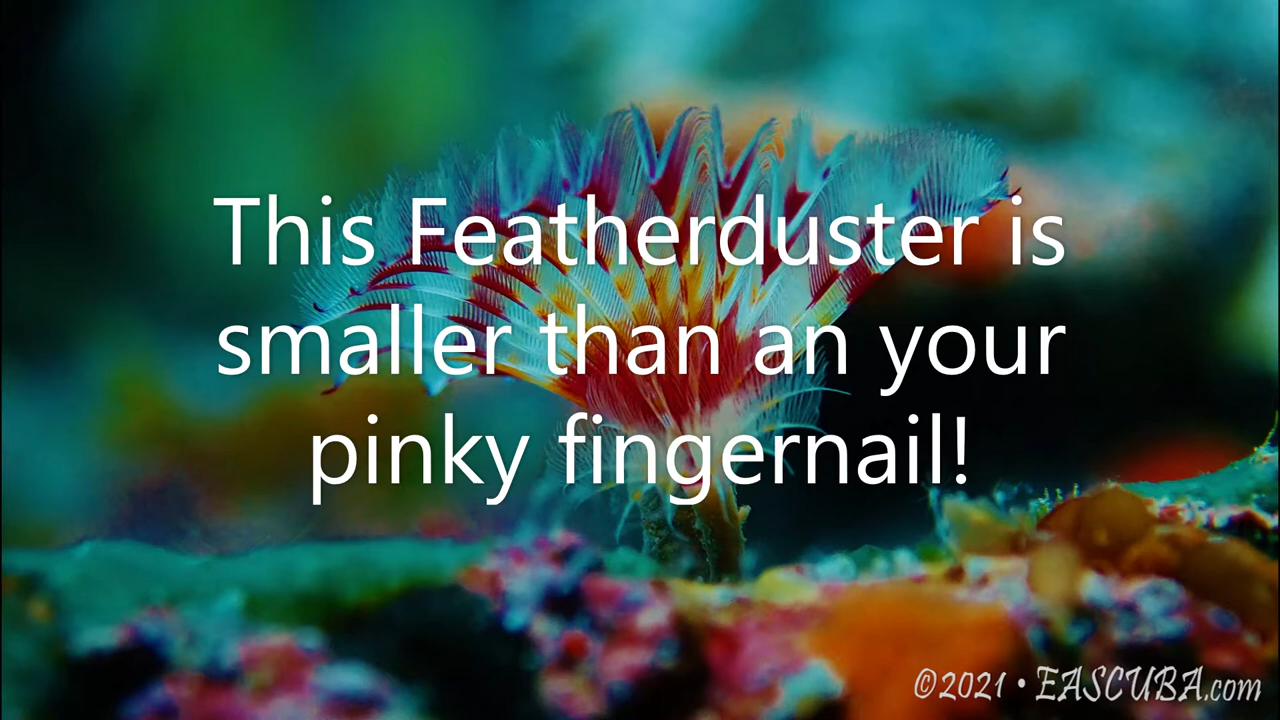 This Featherduster is
smaller than an your
pinky fingernail!
©2021 • EASCUBA.com